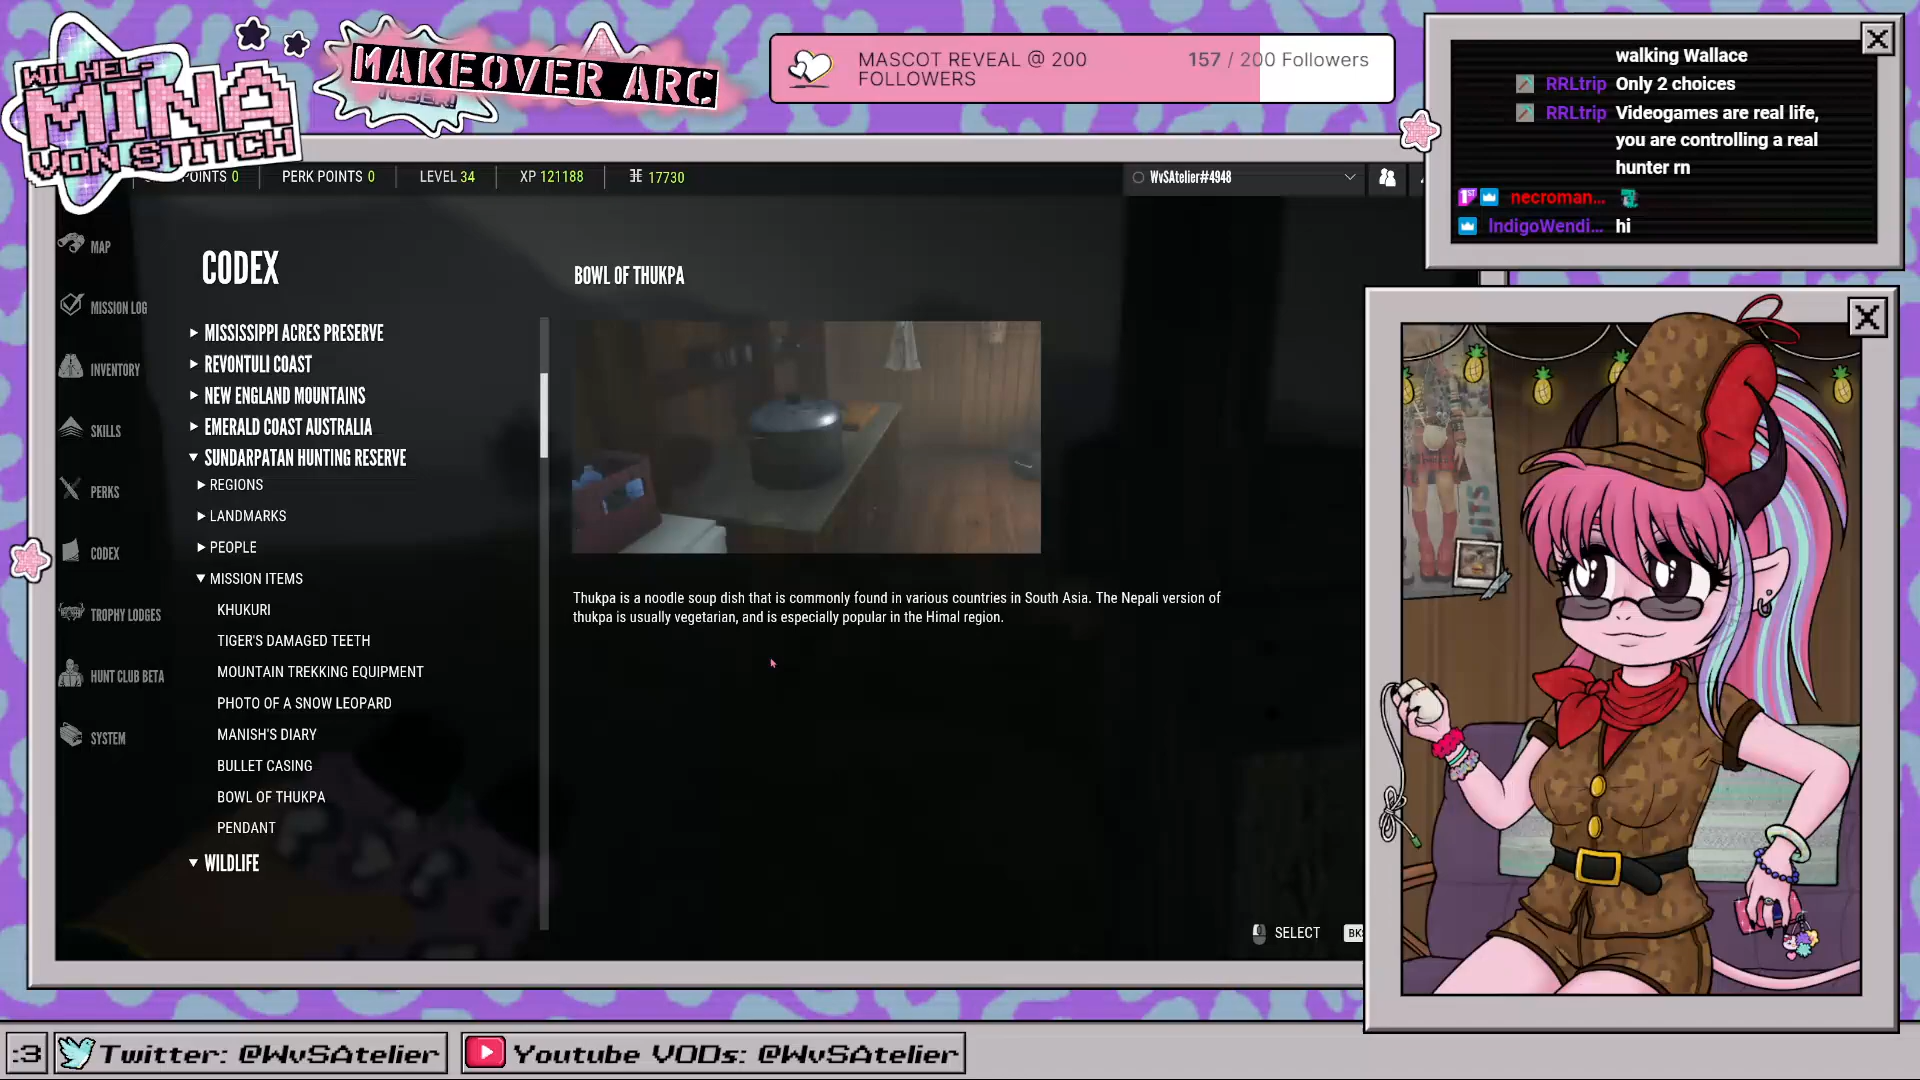 WILHEL-
MINA
VON STITCH
MAKEOVER ARC
MASCOT REVEAL @ 200
FOLLOWERS
157 / 200 Followers
walking Wallace
RRLtrip Only 2 choices
RRLtrip Videogames are real life,
you are controlling a real
hunter rn
necroman...
IndigoWendi... hi
POINTS 0
PERK POINTS 0
LEVEL 34
XP 121188
17730
WvSAtelier#4948
MAP
MISSION LOG
INVENTORY
SKILLS
PERKS
CODEX
TROPHY LODGES
HUNT CLUB BETA
SYSTEM
CODEX
MISSISSIPPI ACRES PRESERVE
REVONTULI COAST
NEW ENGLAND MOUNTAINS
EMERALD COAST AUSTRALIA
SUNDARPATAN HUNTING RESERVE
REGIONS
LANDMARKS
PEOPLE
MISSION ITEMS
KHUKURI
TIGER'S DAMAGED TEETH
MOUNTAIN TREKKING EQUIPMENT
PHOTO OF A SNOW LEOPARD
MANISH'S DIARY
BULLET CASING
BOWL OF THUKPA
PENDANT
WILDLIFE
BOWL OF THUKPA
Thukpa is a noodle soup dish that is commonly found in various countries in South Asia. The Nepali version of
thukpa is usually vegetarian, and is especially popular in the Himal region.
SELECT
:3
Twitter: @WvSAtelier
Youtube VODs: @WvSAtelier